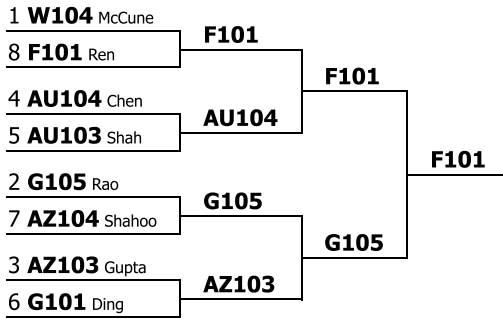 1 W104 McCune
8 F101 Ren
4 AU104 Chen
5 AU103 Shah
2 G105 Rao
7 AZ104 Shahoo
3 AZ103 Gupta
6 G101 Ding
F101
AU104
G105
AZ103
F101
G105
F101